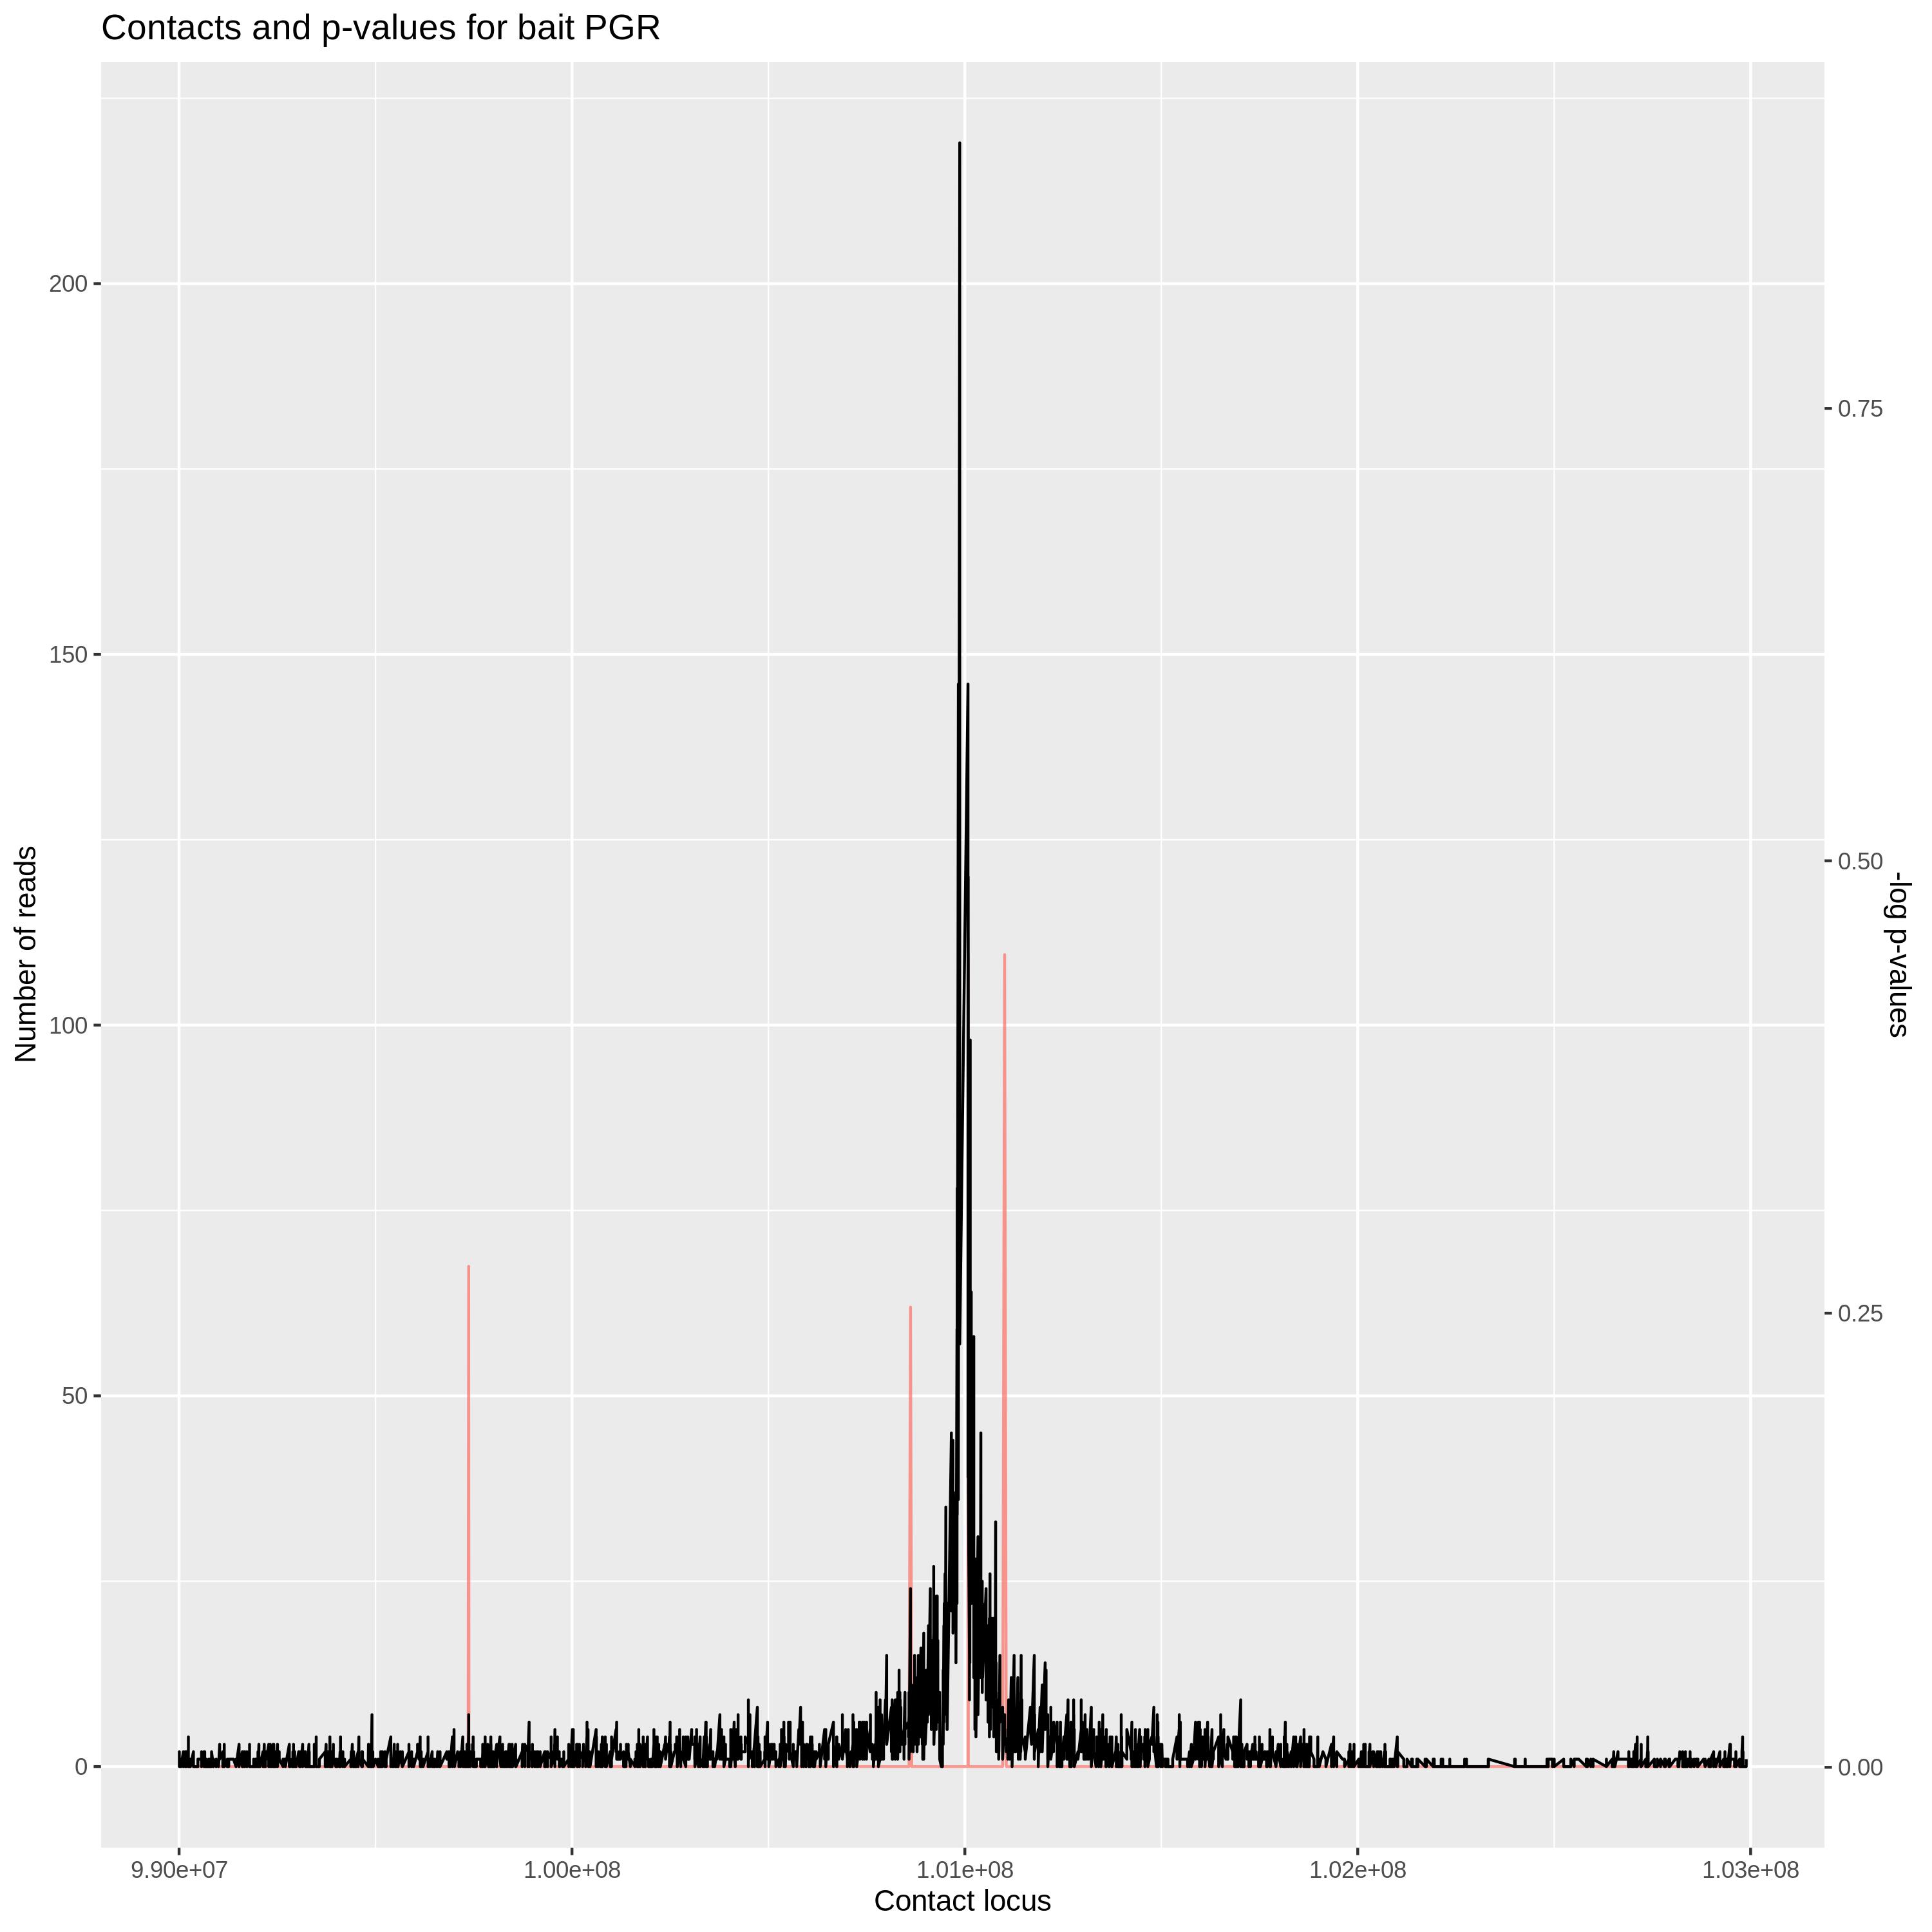 Contacts and p-values for bait PGR
200
150
100
50
0
Number of reads
0.75
0.50
0.25
0.00
-log p-values
9.90e+07
1.00e+08
1.01e+08
1.02e+08
1.03e+08
Contact locus